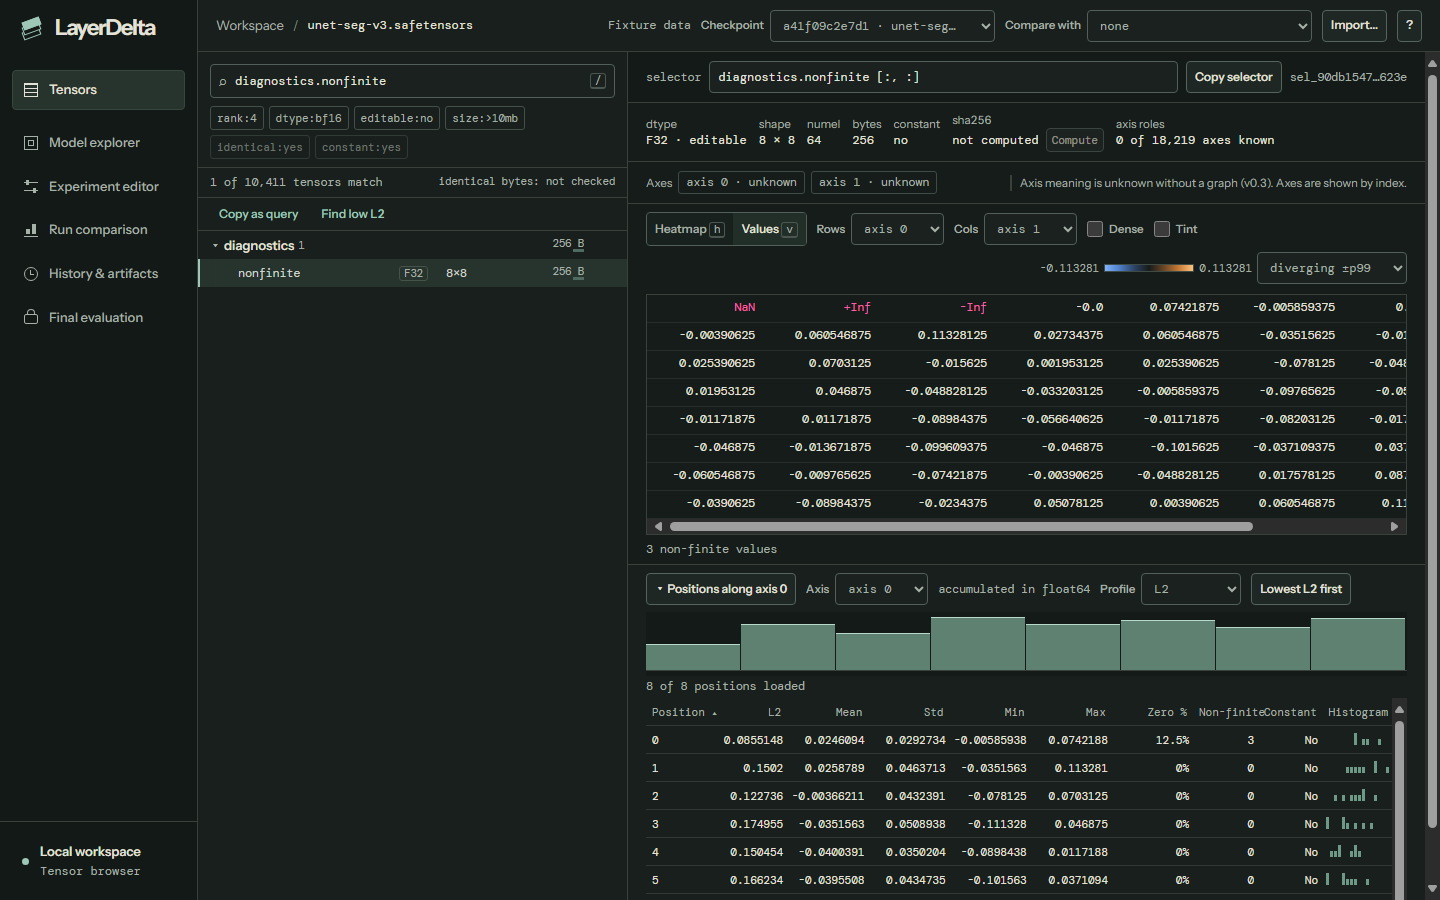 LayerDelta
Workspace / unet-seg-v3.safetensors
Fixture data Checkpoint a41f09c2e7d1 · unet-seg… Compare with none Import… ?
Tensors
Model explorer
Experiment editor
Run comparison
History & artifacts
Final evaluation
Local workspace
Tensor browser
diagnostics.nonfinite /
rank:4 dtype:bf16 editable:no size:>10mb
identical:yes constant:yes
1 of 10,411 tensors match identical bytes: not checked
Copy as query Find low L2
diagnostics 1 256 B
nonfinite F32 8×8 256 B
selector diagnostics.nonfinite [:, :] Copy selector sel_90db1547…623e
dtype shape numel bytes constant sha256 axis roles
F32 · editable 8 × 8 64 256 no not computed Compute 0 of 18,219 axes known
Axes axis 0 · unknown axis 1 · unknown Axis meaning is unknown without a graph (v0.3). Axes are shown by index.
Heatmap h Values v Rows axis 0 Cols axis 1 Dense Tint
-0.113281 0.113281 diverging ±p99
NaN +Inf -Inf -0.0 0.07421875 -0.005859375 0.
-0.00390625 0.060546875 0.11328125 0.02734375 0.060546875 -0.03515625 -0.01
0.025390625 0.0703125 -0.015625 0.001953125 0.025390625 -0.078125 -0.048
0.01953125 0.046875 -0.048828125 -0.033203125 -0.005859375 -0.09765625 -0.05
-0.01171875 0.01171875 -0.08984375 -0.056640625 -0.01171875 -0.08203125 -0.017
-0.046875 -0.013671875 -0.099609375 -0.046875 -0.1015625 -0.037109375 0.037
-0.060546875 -0.009765625 -0.07421875 -0.00390625 -0.048828125 0.017578125 0.087
-0.0390625 -0.08984375 -0.0234375 0.05078125 0.00390625 0.060546875 0.11
3 non-finite values
Positions along axis 0 Axis axis 0 accumulated in float64 Profile L2 Lowest L2 first
8 of 8 positions loaded
Position L2 Mean Std Min Max Zero % Non-finite Constant Histogram
0 0.0855148 0.0246094 0.0292734 -0.00585938 0.0742188 12.5% 3 No
1 0.1502 0.0258789 0.0463713 -0.0351563 0.113281 0% 0 No
2 0.122736 -0.00366211 0.0432391 -0.078125 0.0703125 0% 0 No
3 0.174955 -0.0351563 0.0508938 -0.111328 0.046875 0% 0 No
4 0.150454 -0.0400391 0.0350204 -0.0898438 0.0117188 0% 0 No
5 0.166234 -0.0395508 0.0434735 -0.101563 0.0371094 0% 0 No